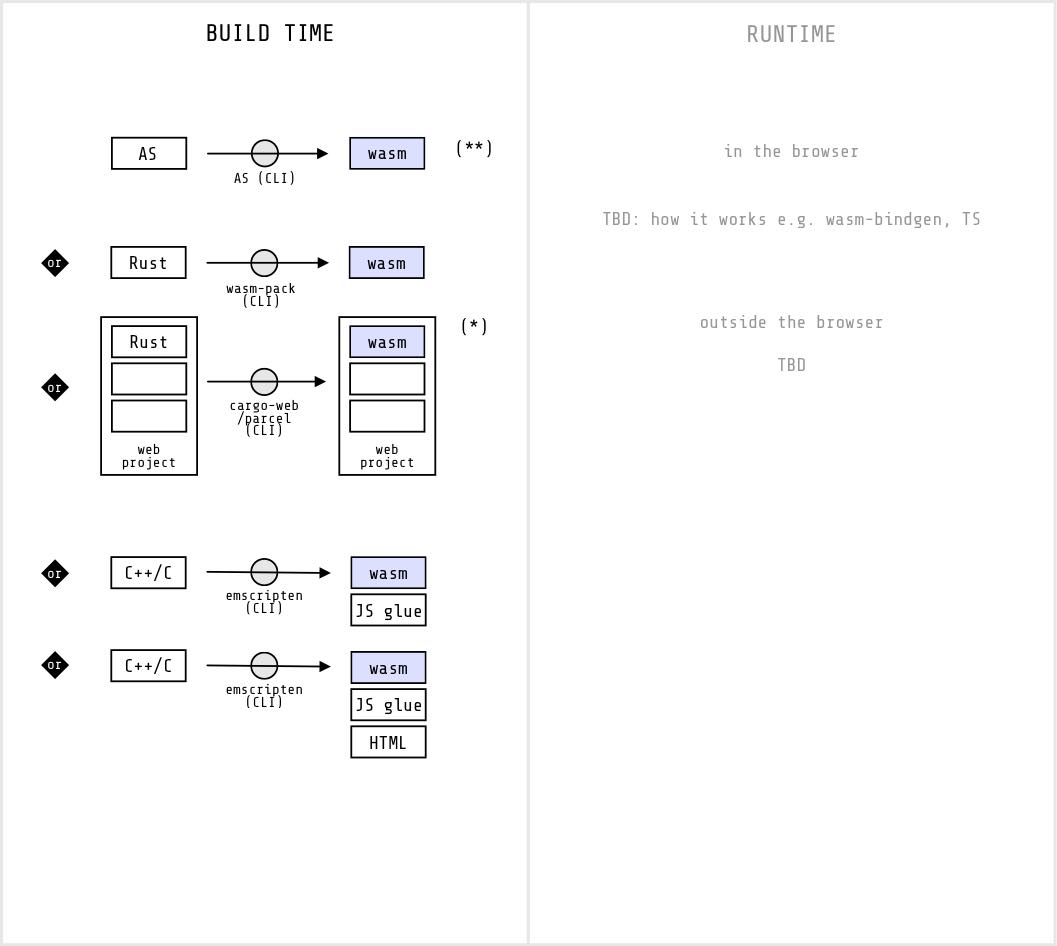 BUILD TIME
AS
AS (CLI)
wasm
(**)
or
Rust
wasm-pack
(CLI)
wasm
or
Rust
web
project
cargo-web
/parcel
(CLI)
wasm
web
project
(*)
or
C++/C
emscripten
(CLI)
wasm
JS glue
or
C++/C
emscripten
(CLI)
wasm
JS glue
HTML
RUNTIME
in the browser
TBD: how it works e.g. wasm-bindgen, TS
outside the browser
TBD